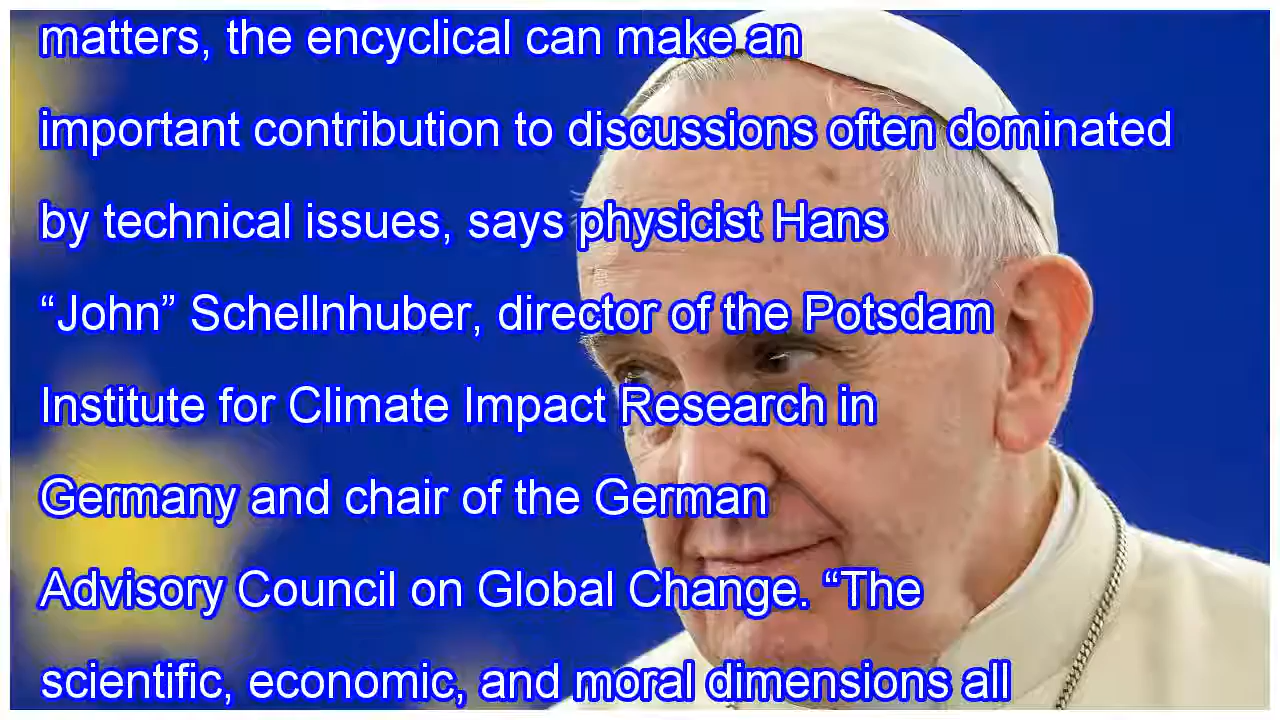 matters, the encyclical can make an
important contribution to discussions often dominated
by technical issues, says physicist Hans
“John” Schellnhuber, director of the Potsdam
Institute for Climate Impact Research in
Germany and chair of the German
Advisory Council on Global Change. “The
scientific, economic, and moral dimensions all